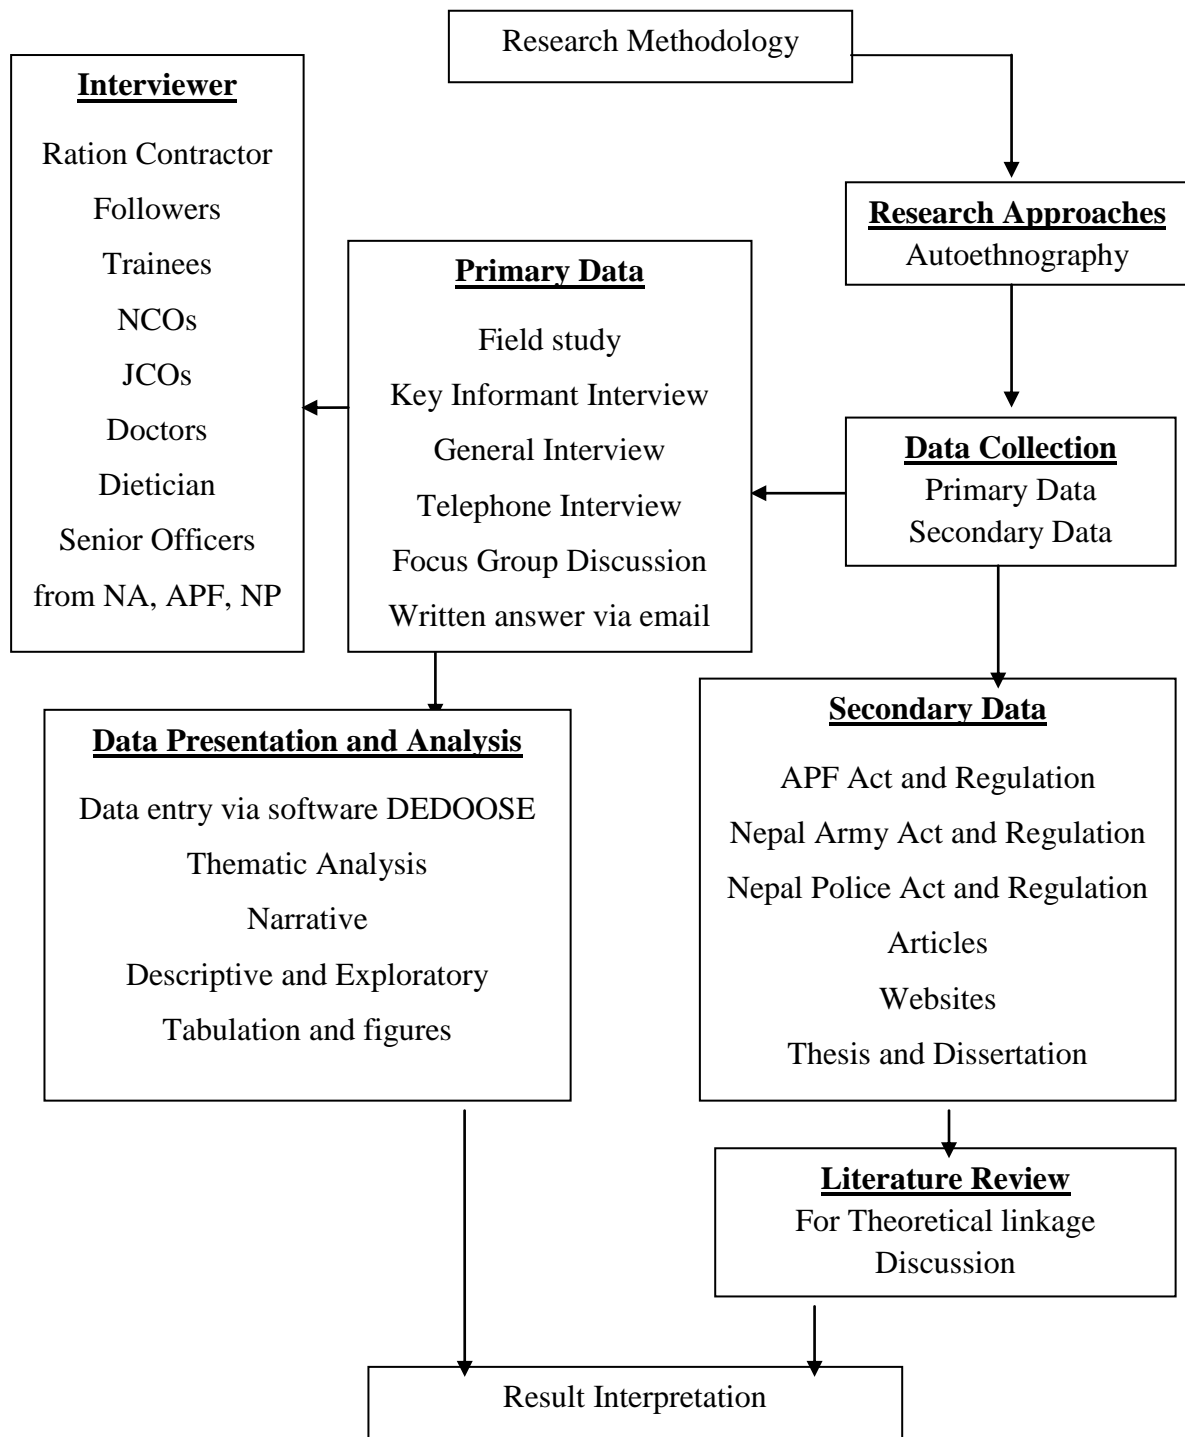 Research Methodology
Interviewer
Ration Contractor
Followers
Trainees
NCOs
JCOs
Doctors
Dietician
Senior Officers
from NA, APF, NP
Research Approaches
Autoethnography
Primary Data
Field study
Key Informant Interview
General Interview
Telephone Interview
Focus Group Discussion
Written answer via email
Data Collection
Primary Data
Secondary Data
Data Presentation and Analysis
Data entry via software DEDOOSE
Thematic Analysis
Narrative
Descriptive and Exploratory
Tabulation and figures
Secondary Data
APF Act and Regulation
Nepal Army Act and Regulation
Nepal Police Act and Regulation
Articles
Websites
Thesis and Dissertation
Literature Review
For Theoretical linkage
Discussion
Result Interpretation